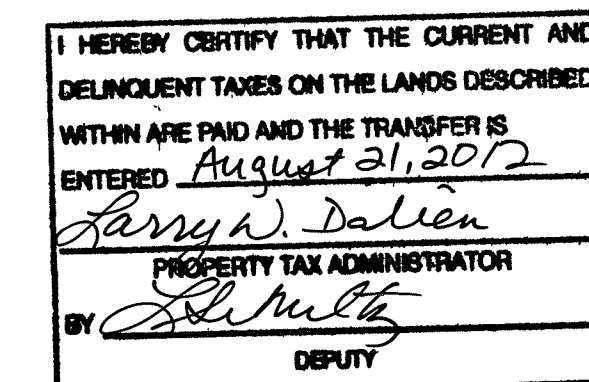 I HEREBY CERTIFY THAT THE CURRENT AND
DELINQUENT TAXES ON THE LANDS DESCRIBED
WITHIN ARE PAID AND THE TRANSFER IS
ENTERED August 21, 2012
Larry W. Dalien
PROPERTY TAX ADMINISTRATOR
BY L Schultz
DEPUTY